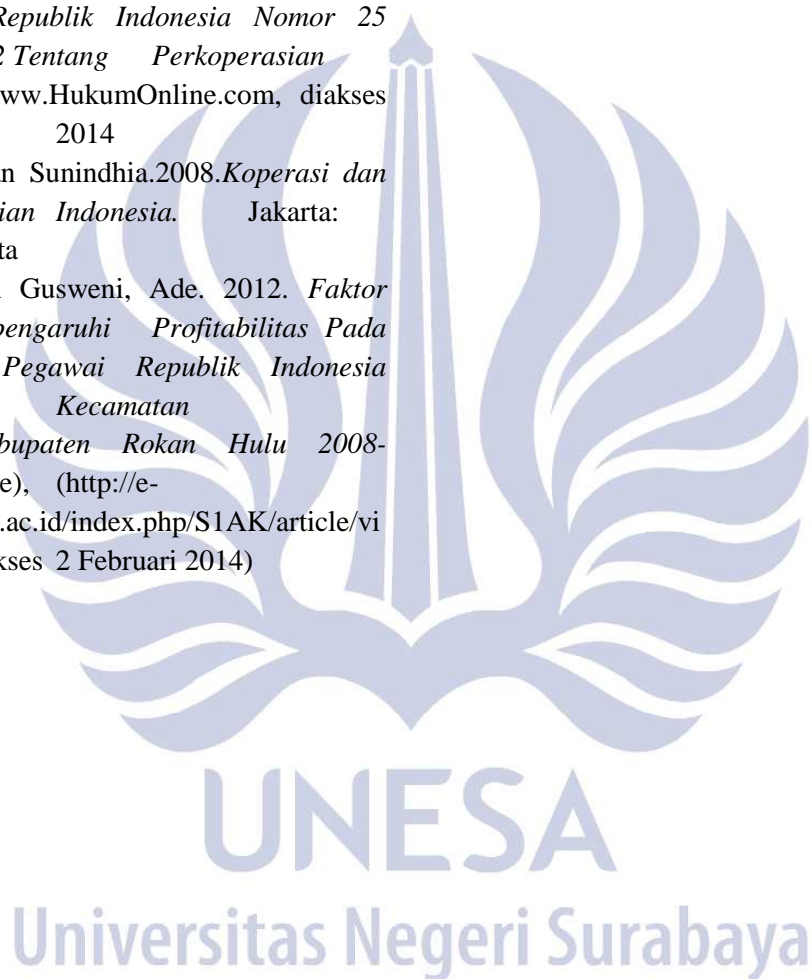 Republik Indonesia Nomor 25
2 Tentang Perkoperasian
ww.HukumOnline.com, diakses
2014
an Sunindhia.2008.Koperasi dan
ian Indonesia. Jakarta:
ta
Gusweni, Ade. 2012. Faktor
pengaruhi Profitabilitas Pada
Pegawai Republik Indonesia
Kecamatan
bupaten Rokan Hulu 2008-
e), (http://e-
.ac.id/index.php/S1AK/article/vi
kses 2 Februari 2014)
UNESA
Universitas Negeri Surabaya